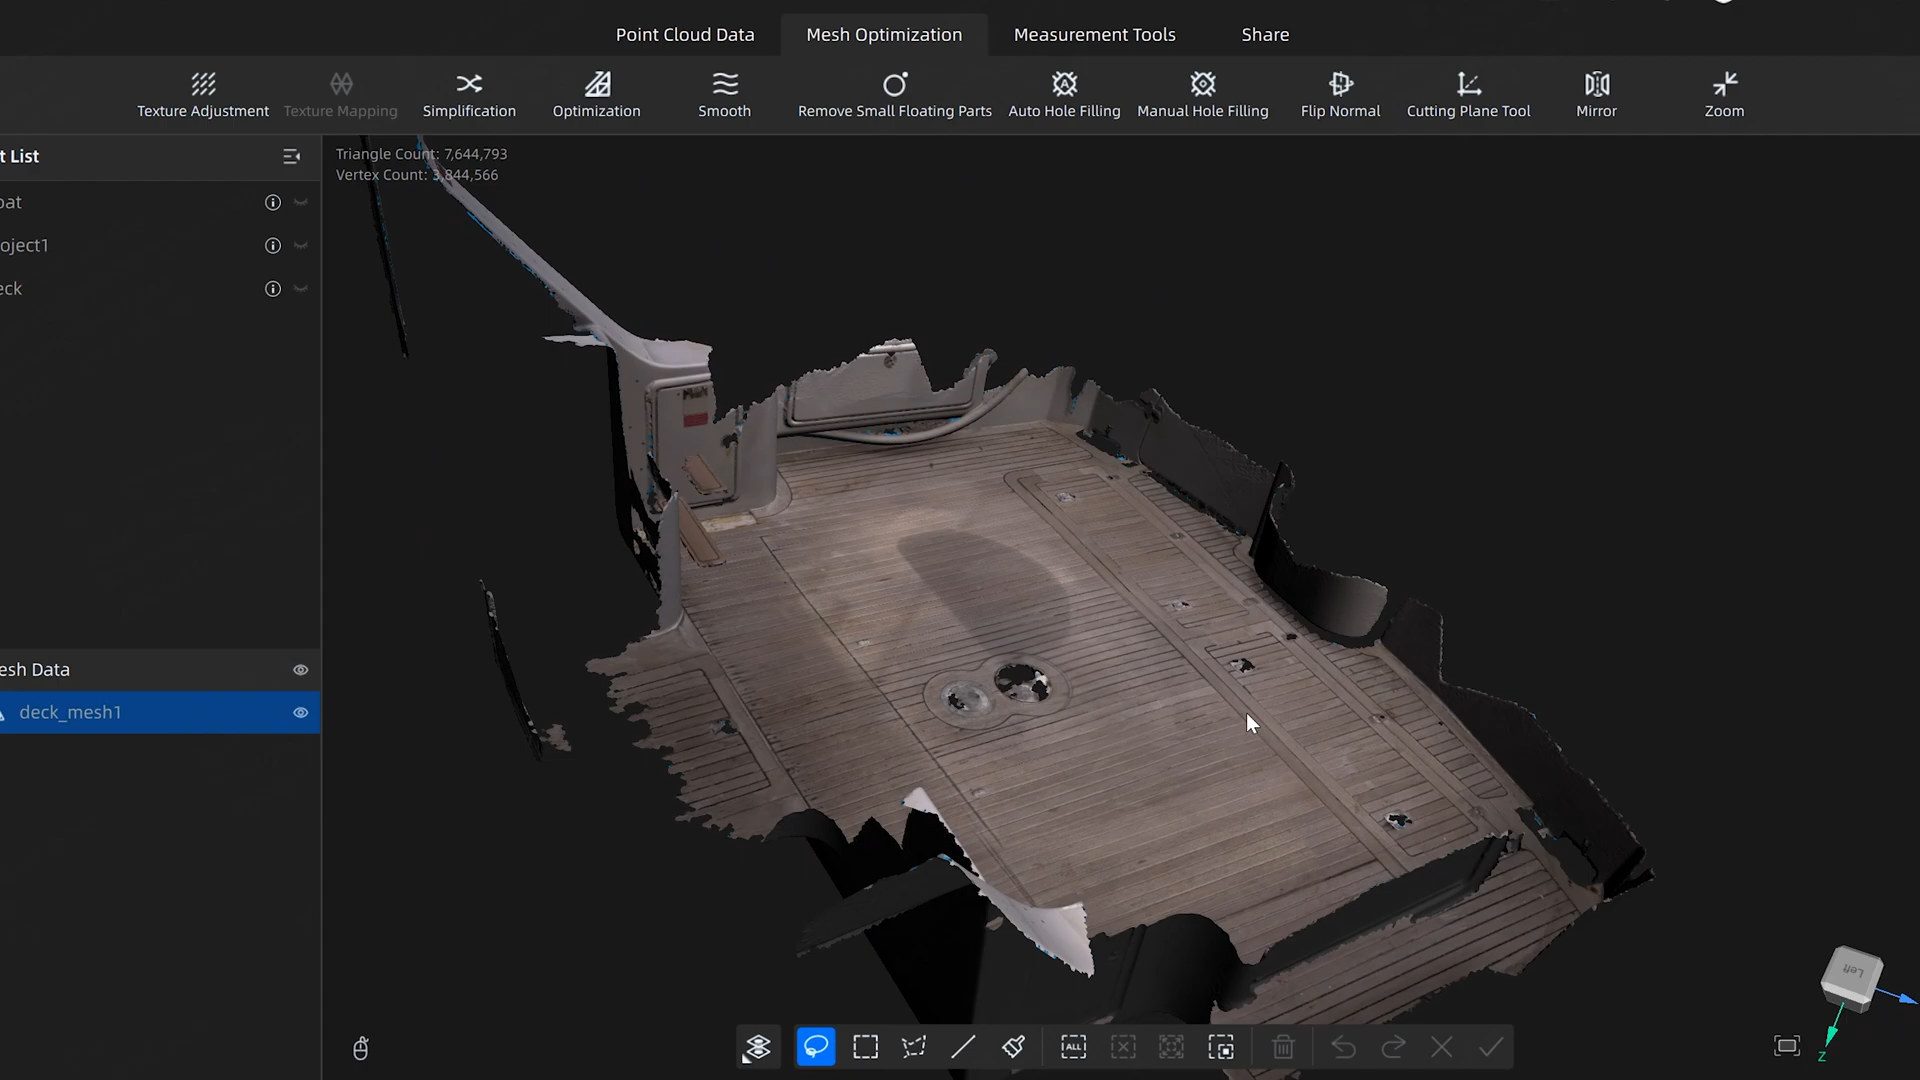 Point Cloud Data Mesh Optimization Measurement Tools Share
Texture Adjustment Texture Mapping Simplification Optimization Smooth Remove Small Floating Parts Auto Hole Filling Manual Hole Filling Flip Normal Cutting Plane Tool Mirror Zoom
t List
Triangle Count: 7,644,793
Vertex Count: 3,844,566
oat
oject1
eck
esh Data
deck_mesh1
Left
Z
ALL